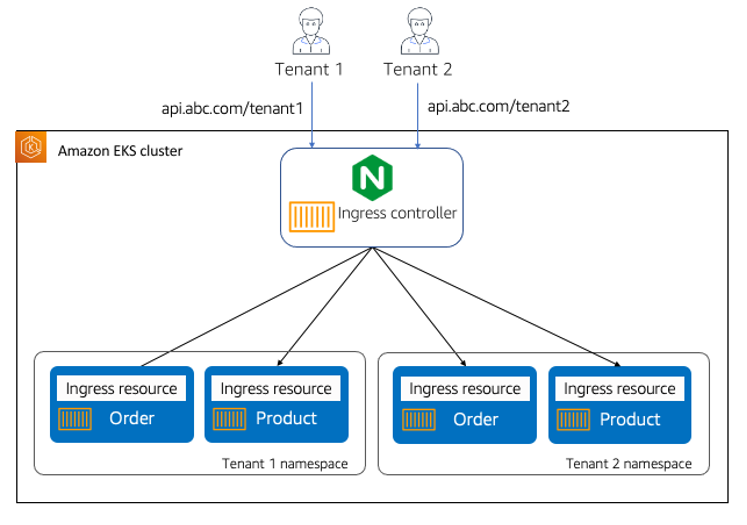 Tenant 1
Tenant 2
api.abc.com/tenant1
api.abc.com/tenant2
K
Amazon EKS cluster
N
Ingress controller
Ingress resource
Order
Ingress resource
Product
Tenant 1 namespace
Ingress resource
Order
Ingress resource
Product
Tenant 2 namespace